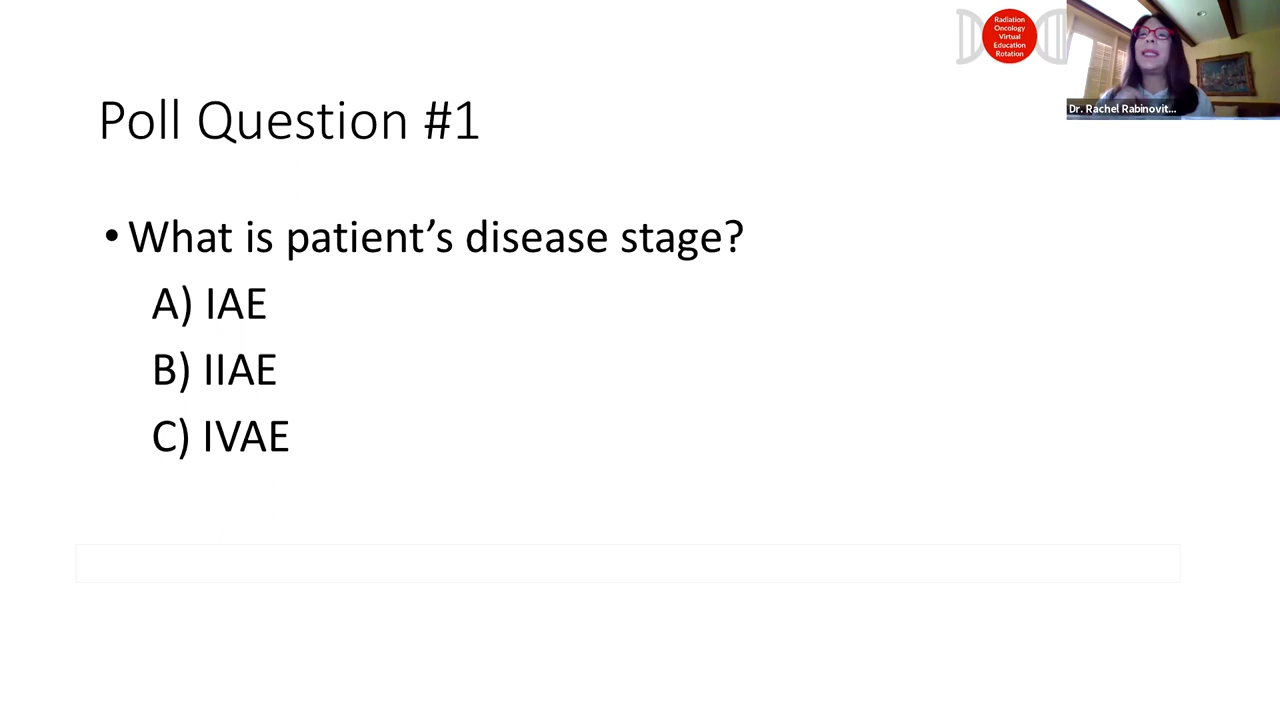 Radiation
Oncology
Virtual
Education
Rotation
Dr. Rachel Rabinovit...
Poll Question #1
• What is patient’s disease stage?
A) IAE
B) IIAE
C) IVAE